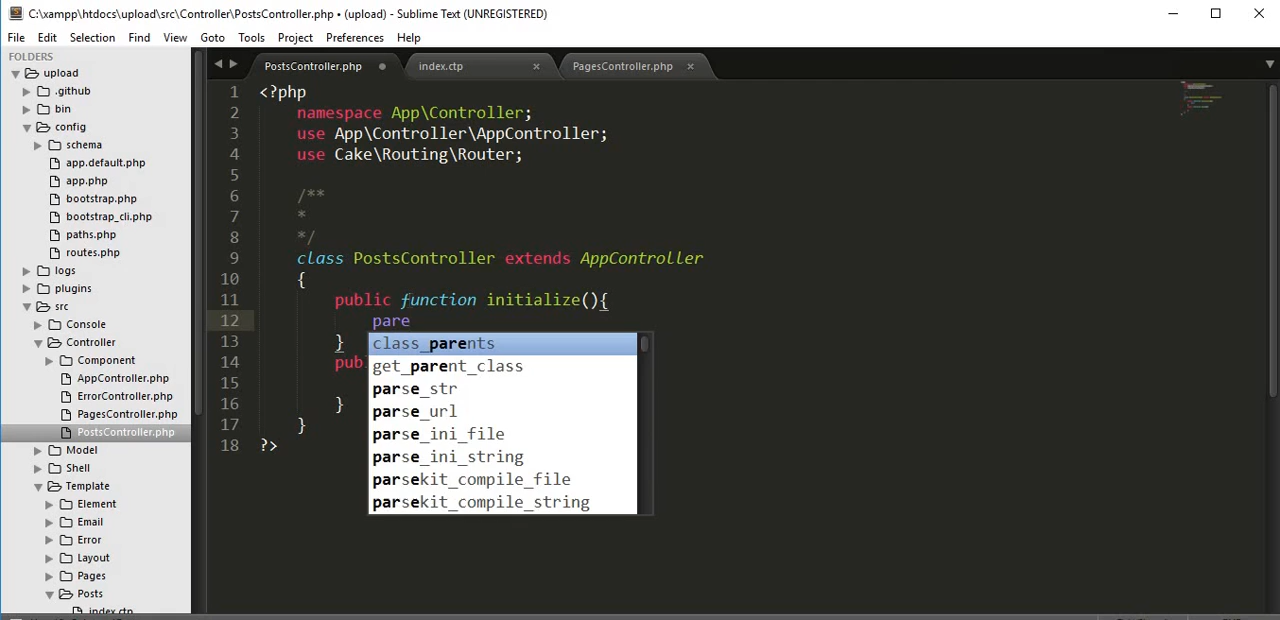 C:\xampp\htdocs\upload\src\Controller\PostsController.php • (upload) - Sublime Text (UNREGISTERED)
File Edit Selection Find View Goto Tools Project Preferences Help
FOLDERS
upload
.github
bin
config
schema
app.default.php
app.php
bootstrap.php
bootstrap_cli.php
paths.php
routes.php
logs
plugins
src
Console
Controller
Component
AppController.php
ErrorController.php
PagesController.php
PostsController.php
Model
Shell
Template
Element
Email
Error
Layout
Pages
Posts
index.ctp
PostsController.php index.ctp PagesController.php
1 <?php
2 namespace App\Controller;
3 use App\Controller\AppController;
4 use Cake\Routing\Router;
5
6 /**
7 *
8 */
9 class PostsController extends AppController
10 {
11 public function initialize(){
12 pare
13 }
14 pub
15
16 }
17 }
18 ?>
class_parents
get_parent_class
parse_str
parse_url
parse_ini_file
parse_ini_string
parsekit_compile_file
parsekit_compile_string